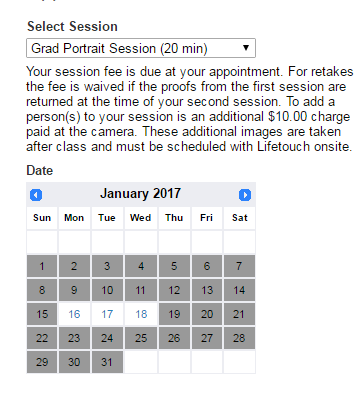 Select Session
Grad Portrait Session (20 min)
Your session fee is due at your appointment. For retakes
the fee is waived if the proofs from the first session are
returned at the time of your second session. To add a
person(s) to your session is an additional $10.00 charge
paid at the camera. These additional images are taken
after class and must be scheduled with Lifetouch onsite.
Date
January 2017
Sun Mon Tue Wed Thu Fri Sat
1 2 3 4 5 6 7
8 9 10 11 12 13 14
15 16 17 18 19 20 21
22 23 24 25 26 27 28
29 30 31